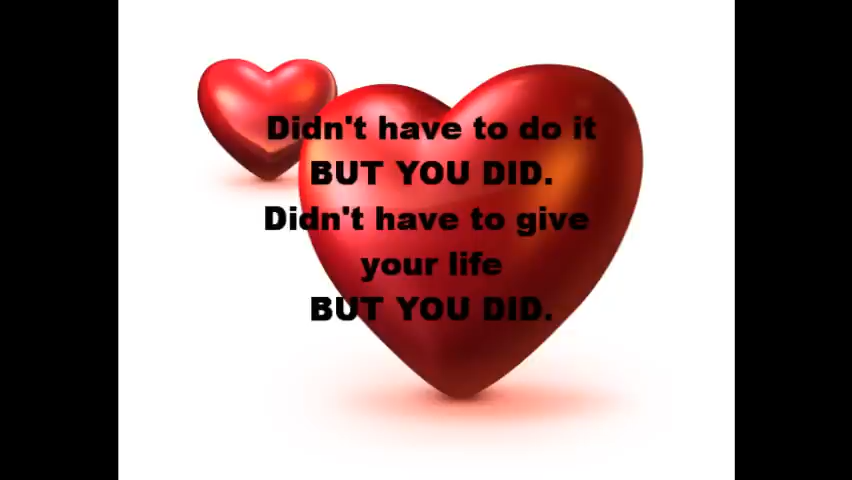 Didn't have to do it
BUT YOU DID.
Didn't have to give
your life
BUT YOU DID.